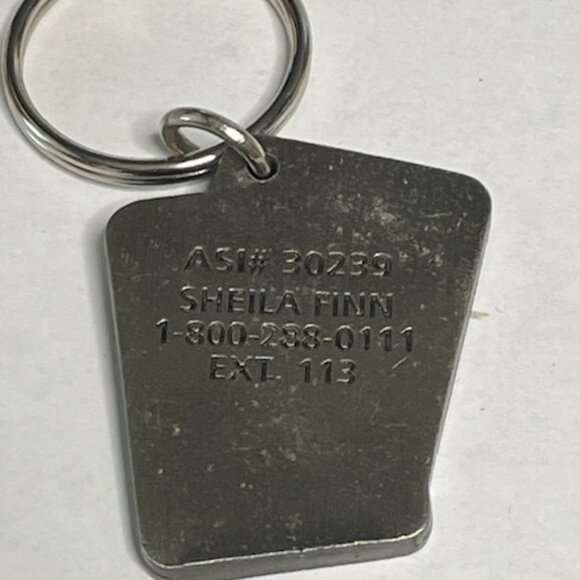 ASI# 30239
SHEILA FINN
1-800-288-0111
EXT. 113